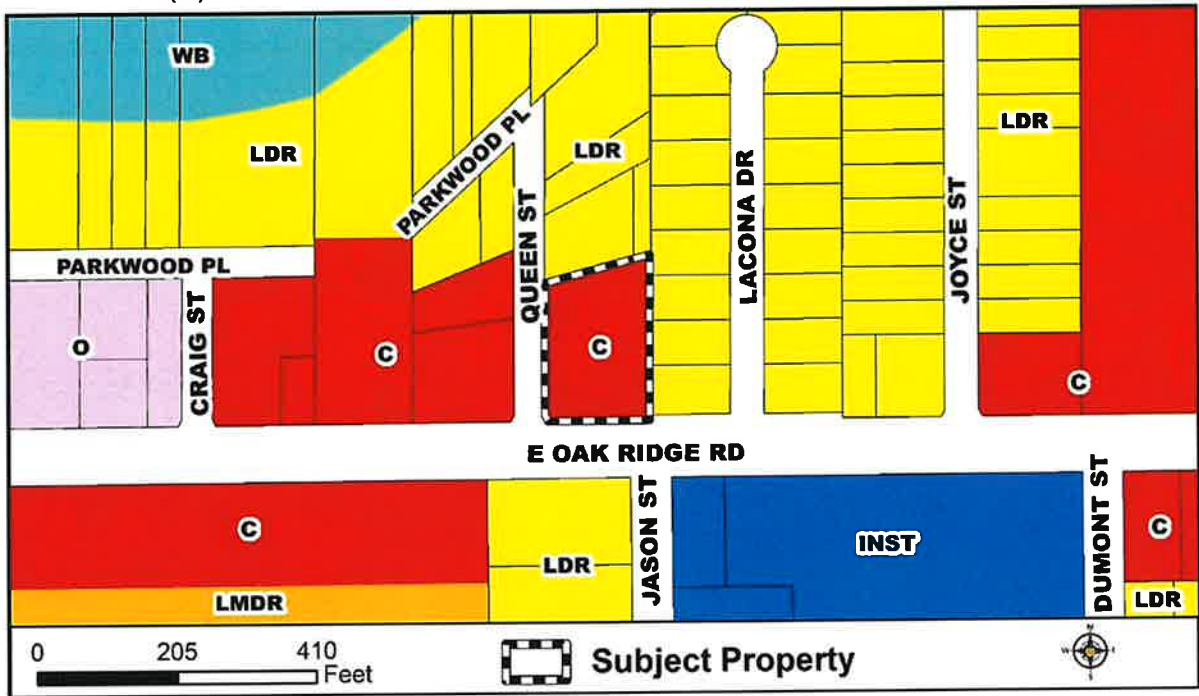 WB
LDR
LDR
LDR
PARKWOOD PL
QUEEN ST
LACONA DR
JOYCE ST
PARKWOOD PL
CRAIG ST
O
C
C
C
E OAK RIDGE RD
C
LMDR
LDR
JASON ST
INST
DUMONT ST
C
LDR
0 205 410
Feet
Subject Property
N
W E